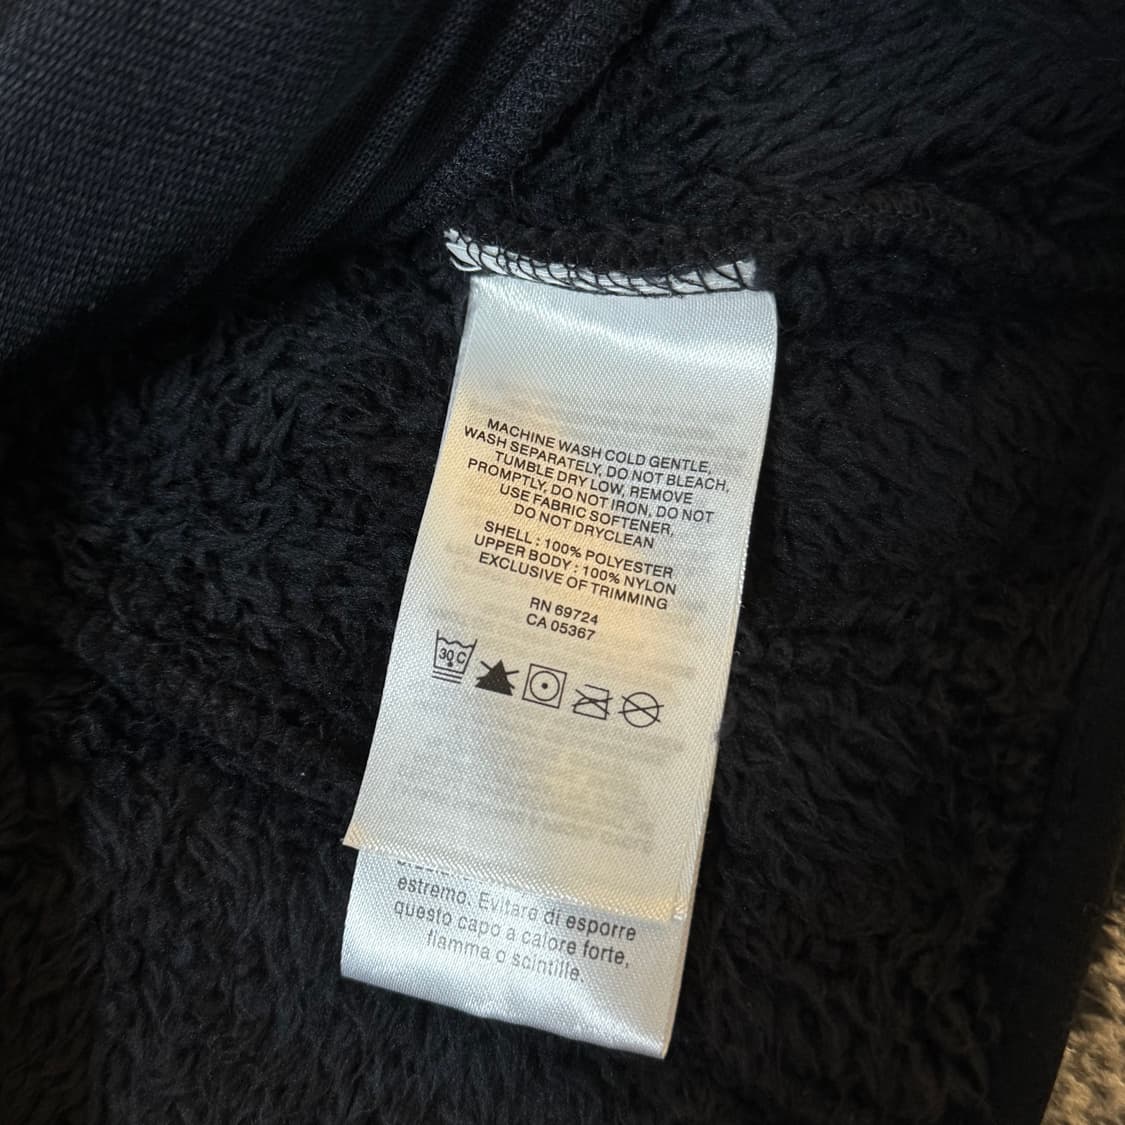 MACHINE WASH COLD GENTLE,
WASH SEPARATELY, DO NOT BLEACH,
TUMBLE DRY LOW, REMOVE
PROMPTLY, DO NOT IRON, DO NOT
USE FABRIC SOFTENER,
DO NOT DRYCLEAN
SHELL : 100% POLYESTER
UPPER BODY : 100% NYLON
EXCLUSIVE OF TRIMMING
RN 69724
CA 05367
30 C
estremo. Evitare di esporre
questo capo a calore forte,
fiamma o scintille.